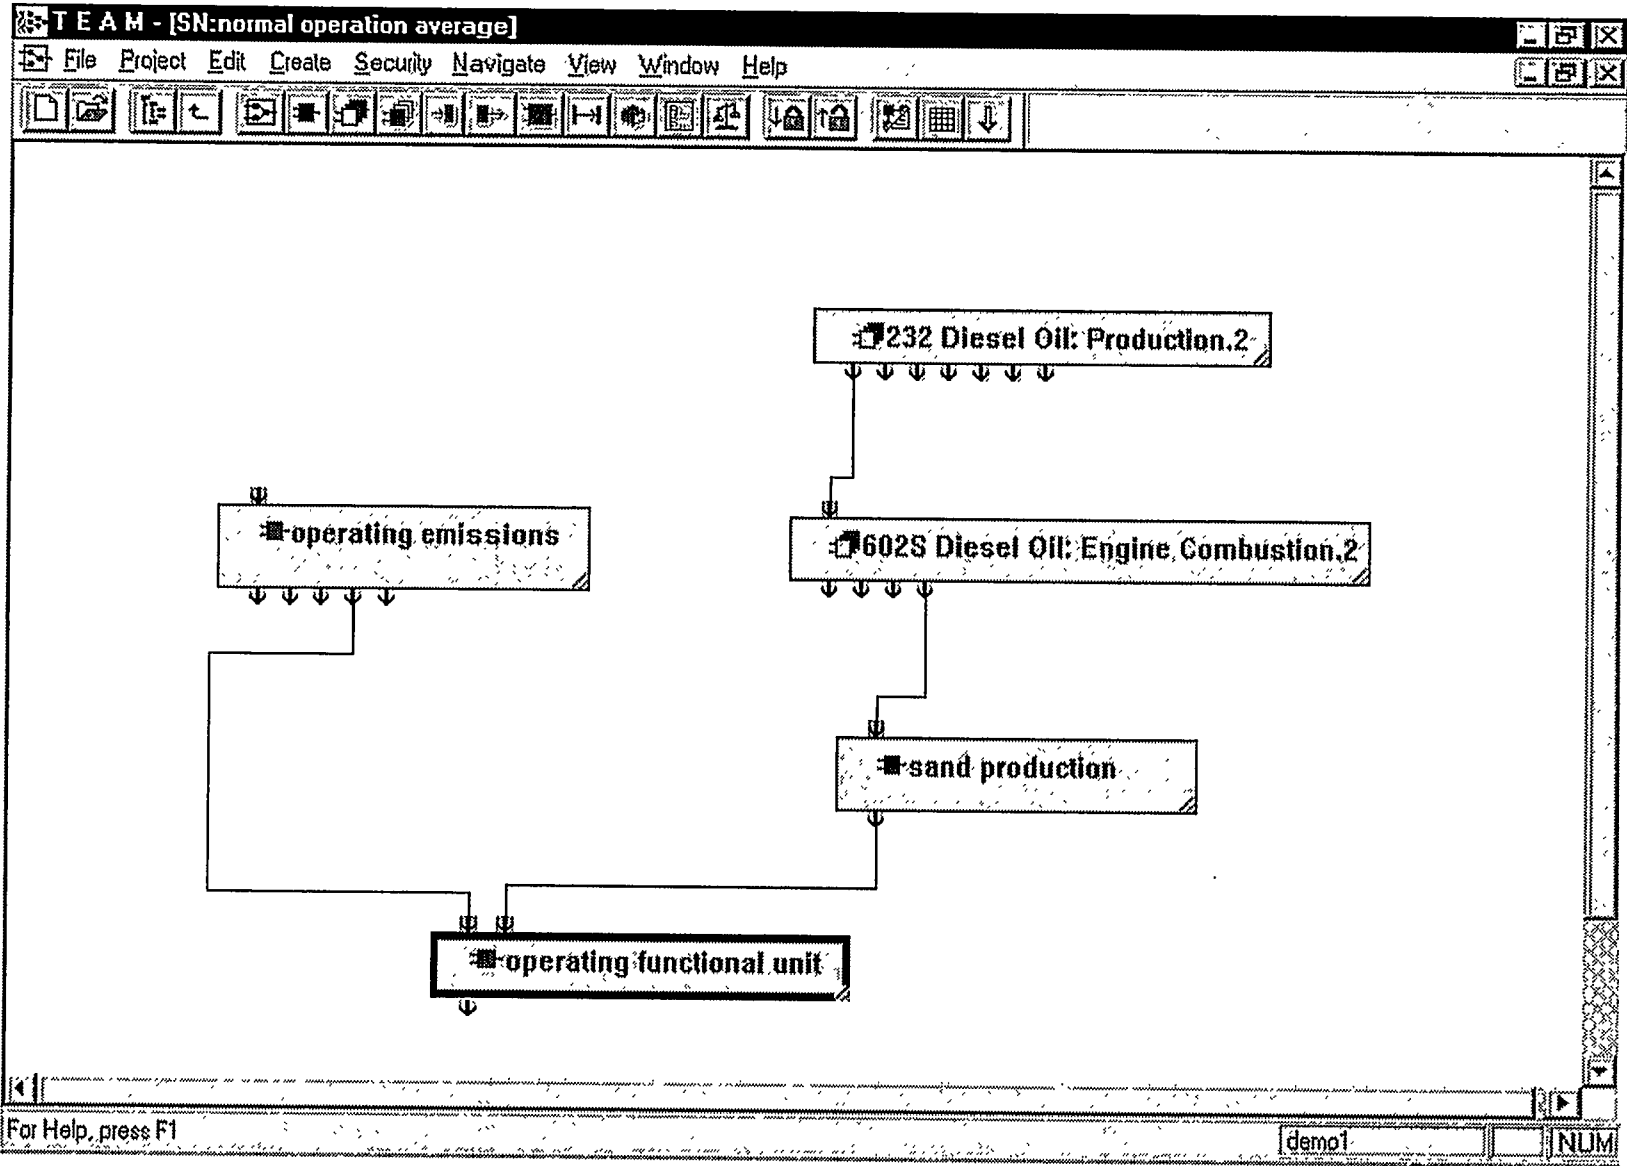 T E A M - [SN:normal operation average]
File Project Edit Create Security Navigate View Window Help
232 Diesel Oil: Production.2
operating emissions
602S Diesel Oil: Engine Combustion.2
sand production
operating functional unit
For Help, press F1
demo1
NUM